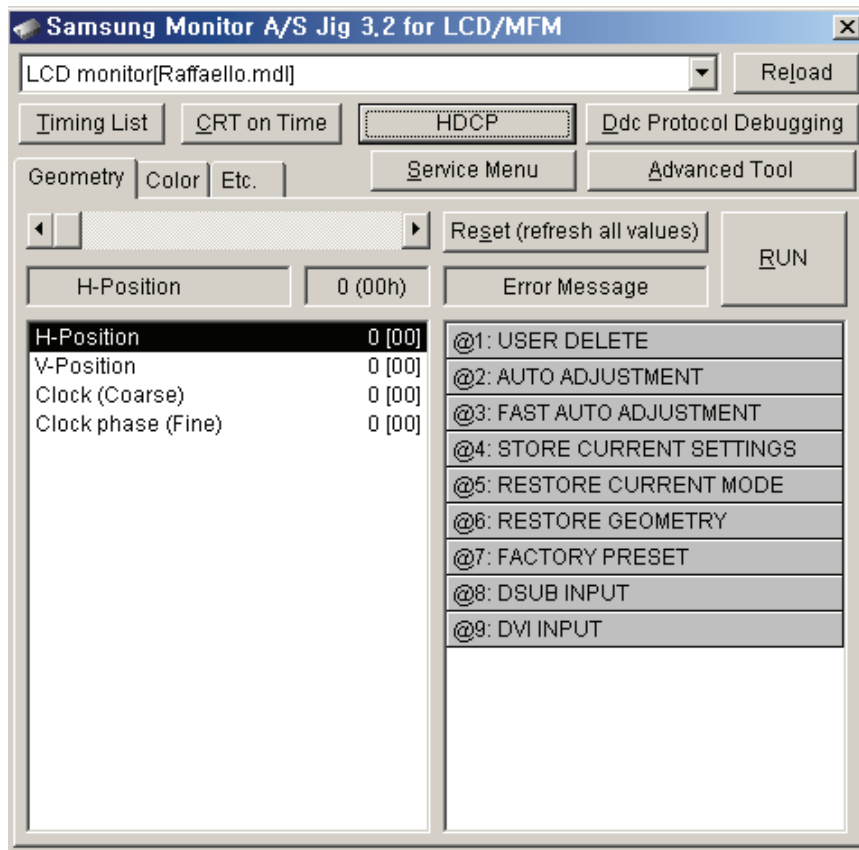 Samsung Monitor A/S Jig 3.2 for LCD/MFM
LCD monitor[Raffaello.mdl]
Reload
Timing List
CRT on Time
HDCP
Ddc Protocol Debugging
Geometry
Color
Etc.
Service Menu
Advanced Tool
Reset (refresh all values)
RUN
H-Position
0 (00h)
Error Message
H-Position 0 [00]
V-Position 0 [00]
Clock (Coarse) 0 [00]
Clock phase (Fine) 0 [00]
@1: USER DELETE
@2: AUTO ADJUSTMENT
@3: FAST AUTO ADJUSTMENT
@4: STORE CURRENT SETTINGS
@5: RESTORE CURRENT MODE
@6: RESTORE GEOMETRY
@7: FACTORY PRESET
@8: DSUB INPUT
@9: DVI INPUT